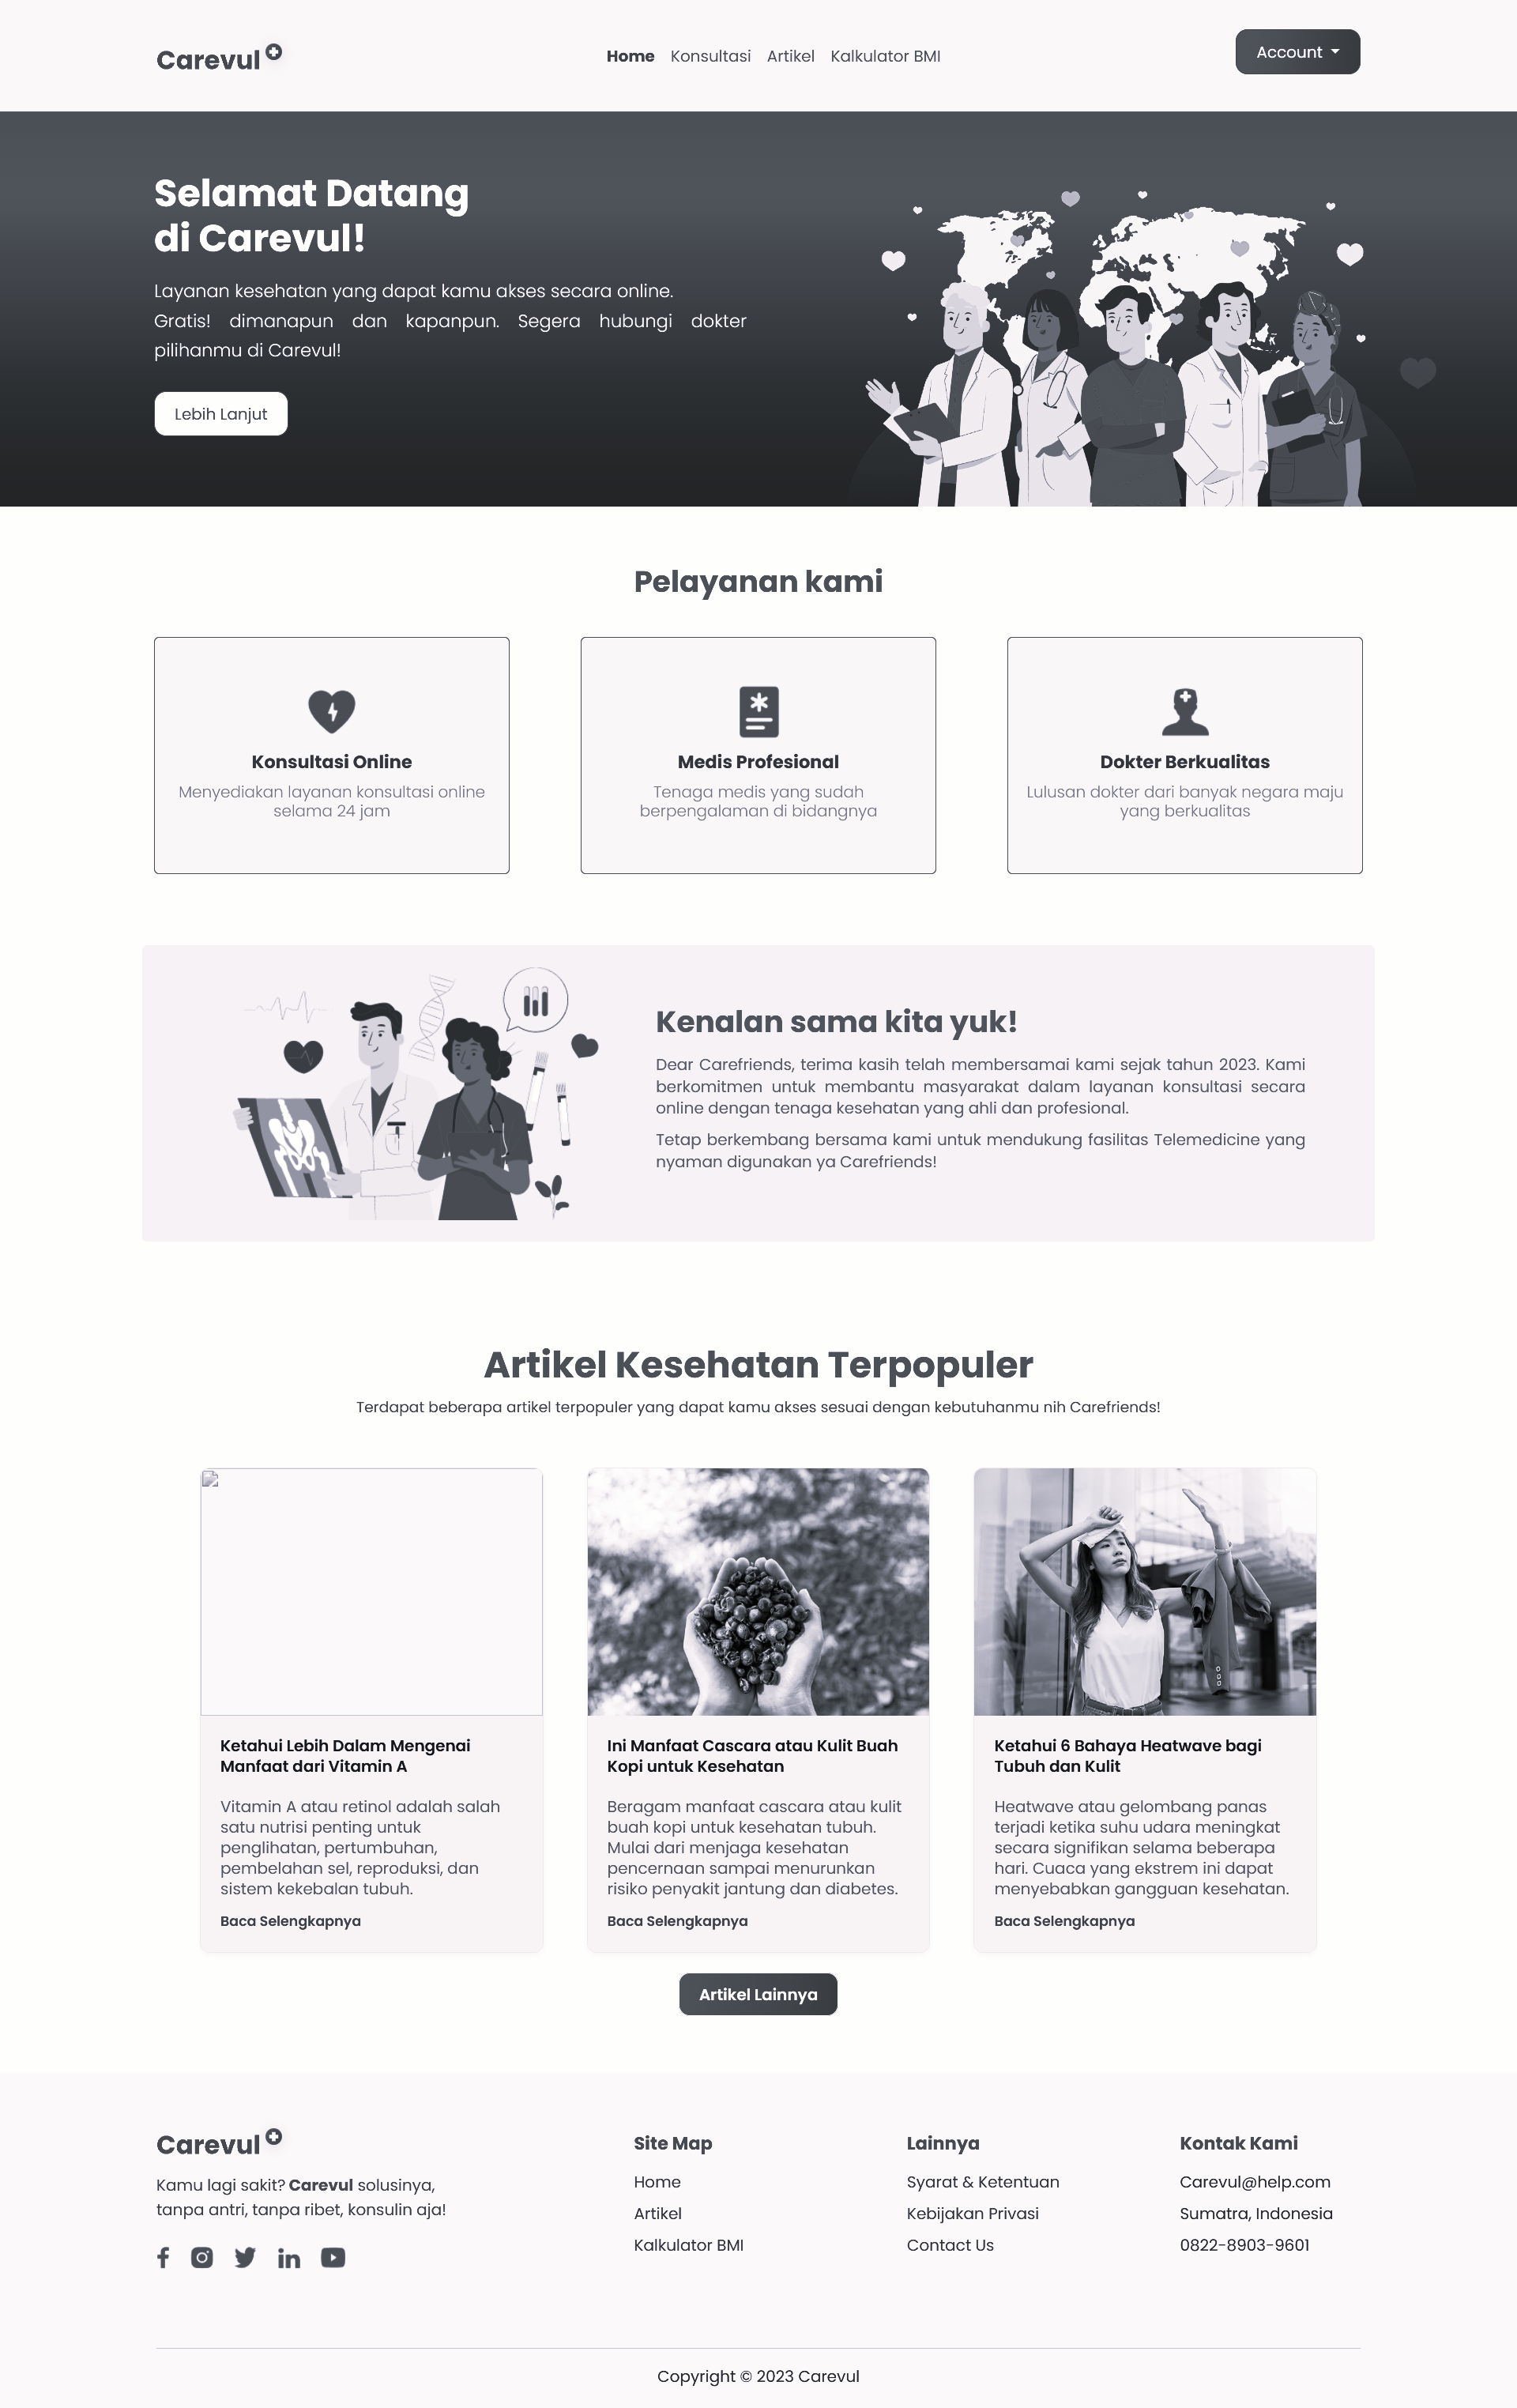 Carevul
Home Konsultasi Artikel Kalkulator BMI
Account
Selamat Datang
di Carevul!
Layanan kesehatan yang dapat kamu akses secara online.
Gratis! dimanapun dan kapanpun. Segera hubungi dokter
pilihanmu di Carevul!
Lebih Lanjut
Pelayanan kami
Konsultasi Online
Menyediakan layanan konsultasi online
selama 24 jam
Medis Profesional
Tenaga medis yang sudah
berpengalaman di bidangnya
Dokter Berkualitas
Lulusan dokter dari banyak negara maju
yang berkualitas
Kenalan sama kita yuk!
Dear Carefriends, terima kasih telah membersamai kami sejak tahun 2023. Kami
berkomitmen untuk membantu masyarakat dalam layanan konsultasi secara
online dengan tenaga kesehatan yang ahli dan profesional.
Tetap berkembang bersama kami untuk mendukung fasilitas Telemedicine yang
nyaman digunakan ya Carefriends!
Artikel Kesehatan Terpopuler
Terdapat beberapa artikel terpopuler yang dapat kamu akses sesuai dengan kebutuhanmu nih Carefriends!
Ketahui Lebih Dalam Mengenai
Manfaat dari Vitamin A
Vitamin A atau retinol adalah salah
satu nutrisi penting untuk
penglihatan, pertumbuhan,
pembelahan sel, reproduksi, dan
sistem kekebalan tubuh.
Baca Selengkapnya
Ini Manfaat Cascara atau Kulit Buah
Kopi untuk Kesehatan
Beragam manfaat cascara atau kulit
buah kopi untuk kesehatan tubuh.
Mulai dari menjaga kesehatan
pencernaan sampai menurunkan
risiko penyakit jantung dan diabetes.
Baca Selengkapnya
Ketahui 6 Bahaya Heatwave bagi
Tubuh dan Kulit
Heatwave atau gelombang panas
terjadi ketika suhu udara meningkat
secara signifikan selama beberapa
hari. Cuaca yang ekstrem ini dapat
menyebabkan gangguan kesehatan.
Baca Selengkapnya
Artikel Lainnya
Carevul
Kamu lagi sakit? Carevul solusinya,
tanpa antri, tanpa ribet, konsulin aja!
Site Map
Home
Artikel
Kalkulator BMI
Lainnya
Syarat & Ketentuan
Kebijakan Privasi
Contact Us
Kontak Kami
Carevul@help.com
Sumatra, Indonesia
0822-8903-9601
Copyright © 2023 Carevul